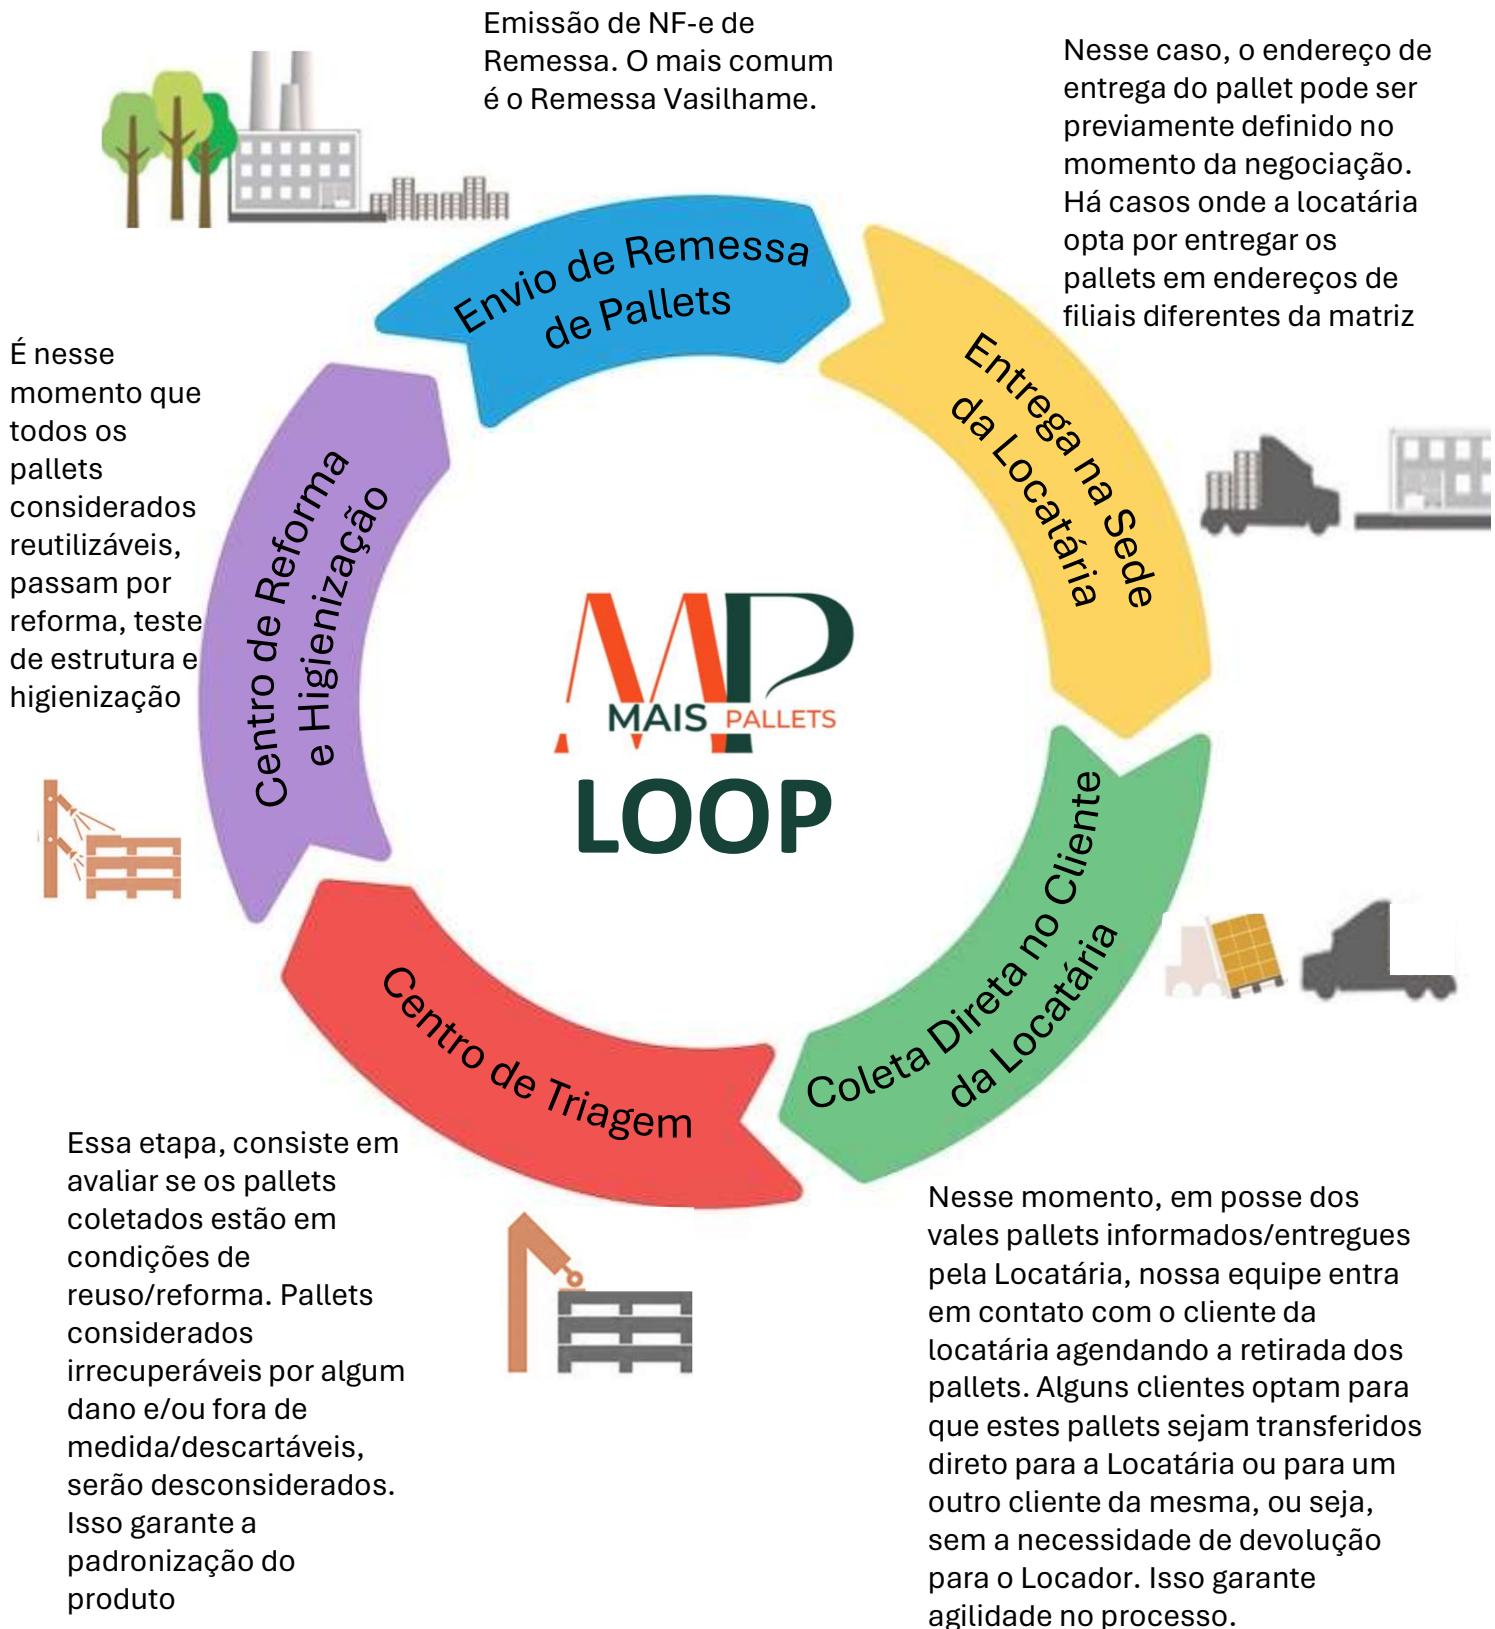 Emissão de NF-e de
Remessa. O mais comum
é o Remessa Vasilhame.
Nesse caso, o endereço de
entrega do pallet pode ser
previamente definido no
momento da negociação.
Há casos onde a locatária
opta por entregar os
pallets em endereços de
filiais diferentes da matriz
Envio de Remessa
de Pallets
Entrega na Sede
da Locatária
É nesse
momento que
todos os
pallets
considerados
reutilizáveis,
passam por
reforma, teste
de estrutura e
higienização
Centro de Reforma
e Higienização
MP
MAIS PALLETS
LOOP
Coleta Direta no Cliente
da Locatária
Centro de Triagem
Essa etapa, consiste em
avaliar se os pallets
coletados estão em
condições de
reuso/reforma. Pallets
considerados
irrecuperáveis por algum
dano e/ou fora de
medida/descartáveis,
serão desconsiderados.
Isso garante a
padronização do
produto
Nesse momento, em posse dos
vales pallets informados/entregues
pela Locatária, nossa equipe entra
em contato com o cliente da
locatária agendando a retirada dos
pallets. Alguns clientes optam para
que estes pallets sejam transferidos
direto para a Locatária ou para um
outro cliente da mesma, ou seja,
sem a necessidade de devolução
para o Locador. Isso garante
agilidade no processo.